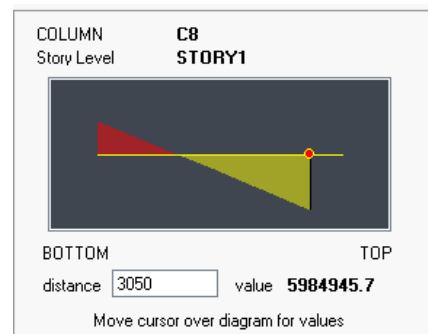 COLUMN C8
Story Level STORY1
BOTTOM TOP
distance 3050 value 5984945.7
Move cursor over diagram for values